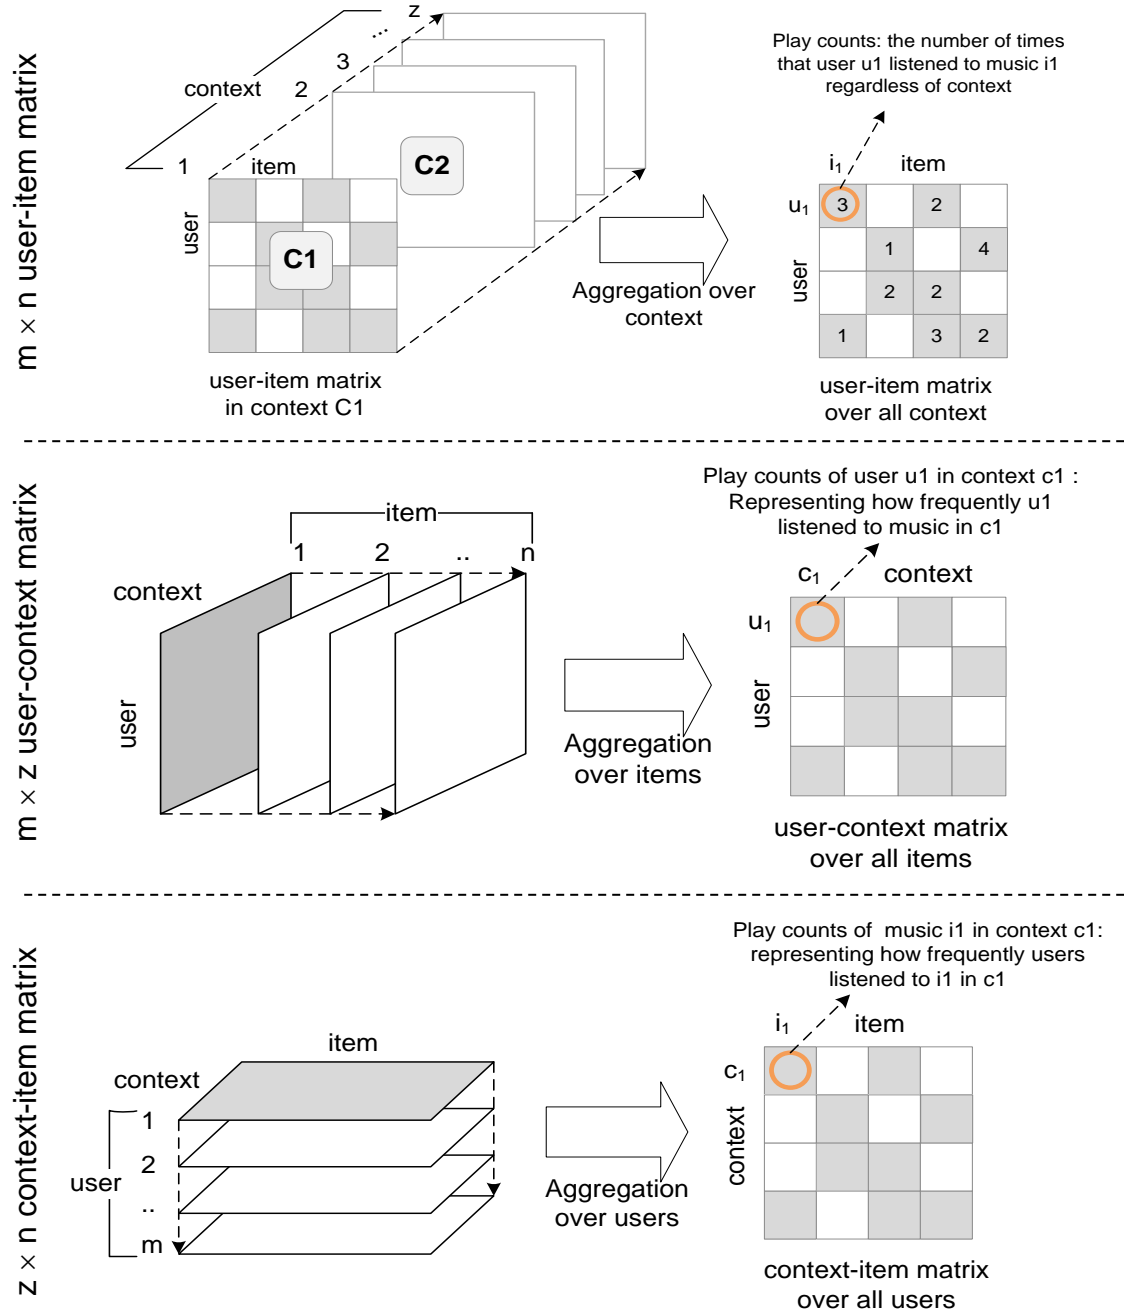 m × n user-item matrix
context
1
2
3
...
z
item
user
C1
C2
user-item matrix
in context C1
Aggregation over
context
Play counts: the number of times
that user u1 listened to music i1
regardless of context
i1
item
u1
user
3 2
1 4
2 2
1 3 2
user-item matrix
over all context
m × z user-context matrix
item
1 2 .. n
context
user
Aggregation
over items
Play counts of user u1 in context c1 :
Representing how frequently u1
listened to music in c1
c1
context
u1
user
user-context matrix
over all items
z × n context-item matrix
item
context
user
1
2
..
m
Aggregation
over users
Play counts of music i1 in context c1:
representing how frequently users
listened to i1 in c1
i1
item
c1
context
context-item matrix
over all users